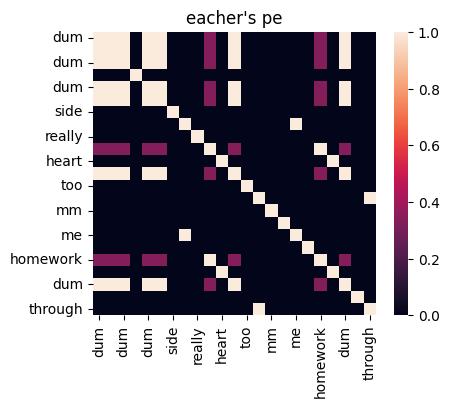 eacher's pe
dum
dum
dum
side
really
heart
too
mm
me
homework
dum
through
1.0
0.8
0.6
0.4
0.2
0.0
dum
dum
dum
side
really
heart
too
mm
me
homework
dum
through